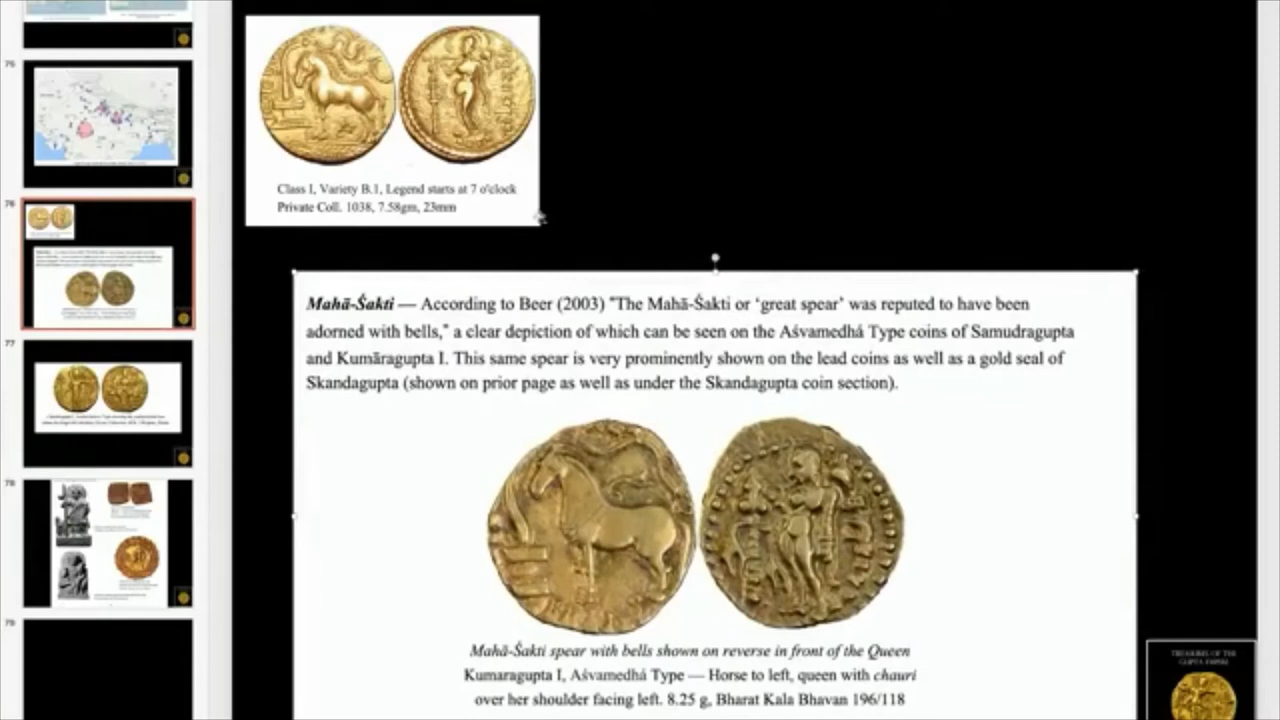 Class I, Variety B.1, Legend starts at 7 o'clock
Private Coll. 1038, 7.58gm, 23mm
Mahā-Śakti — According to Beer (2003) "The Mahā-Śakti or 'great spear' was reputed to have been
adorned with bells," a clear depiction of which can be seen on the Aśvamedhá Type coins of Samudragupta
and Kumāragupta I. This same spear is very prominently shown on the lead coins as well as a gold seal of
Skandagupta (shown on prior page as well as under the Skandagupta coin section).
Mahā-Śakti spear with bells shown on reverse in front of the Queen
Kumaragupta I, Aśvamedhá Type — Horse to left, queen with chauri
over her shoulder facing left. 8.25 g, Bharat Kala Bhavan 196/118
TREASURES OF THE
GUPTA EMPIRE
75
76
77
78
79